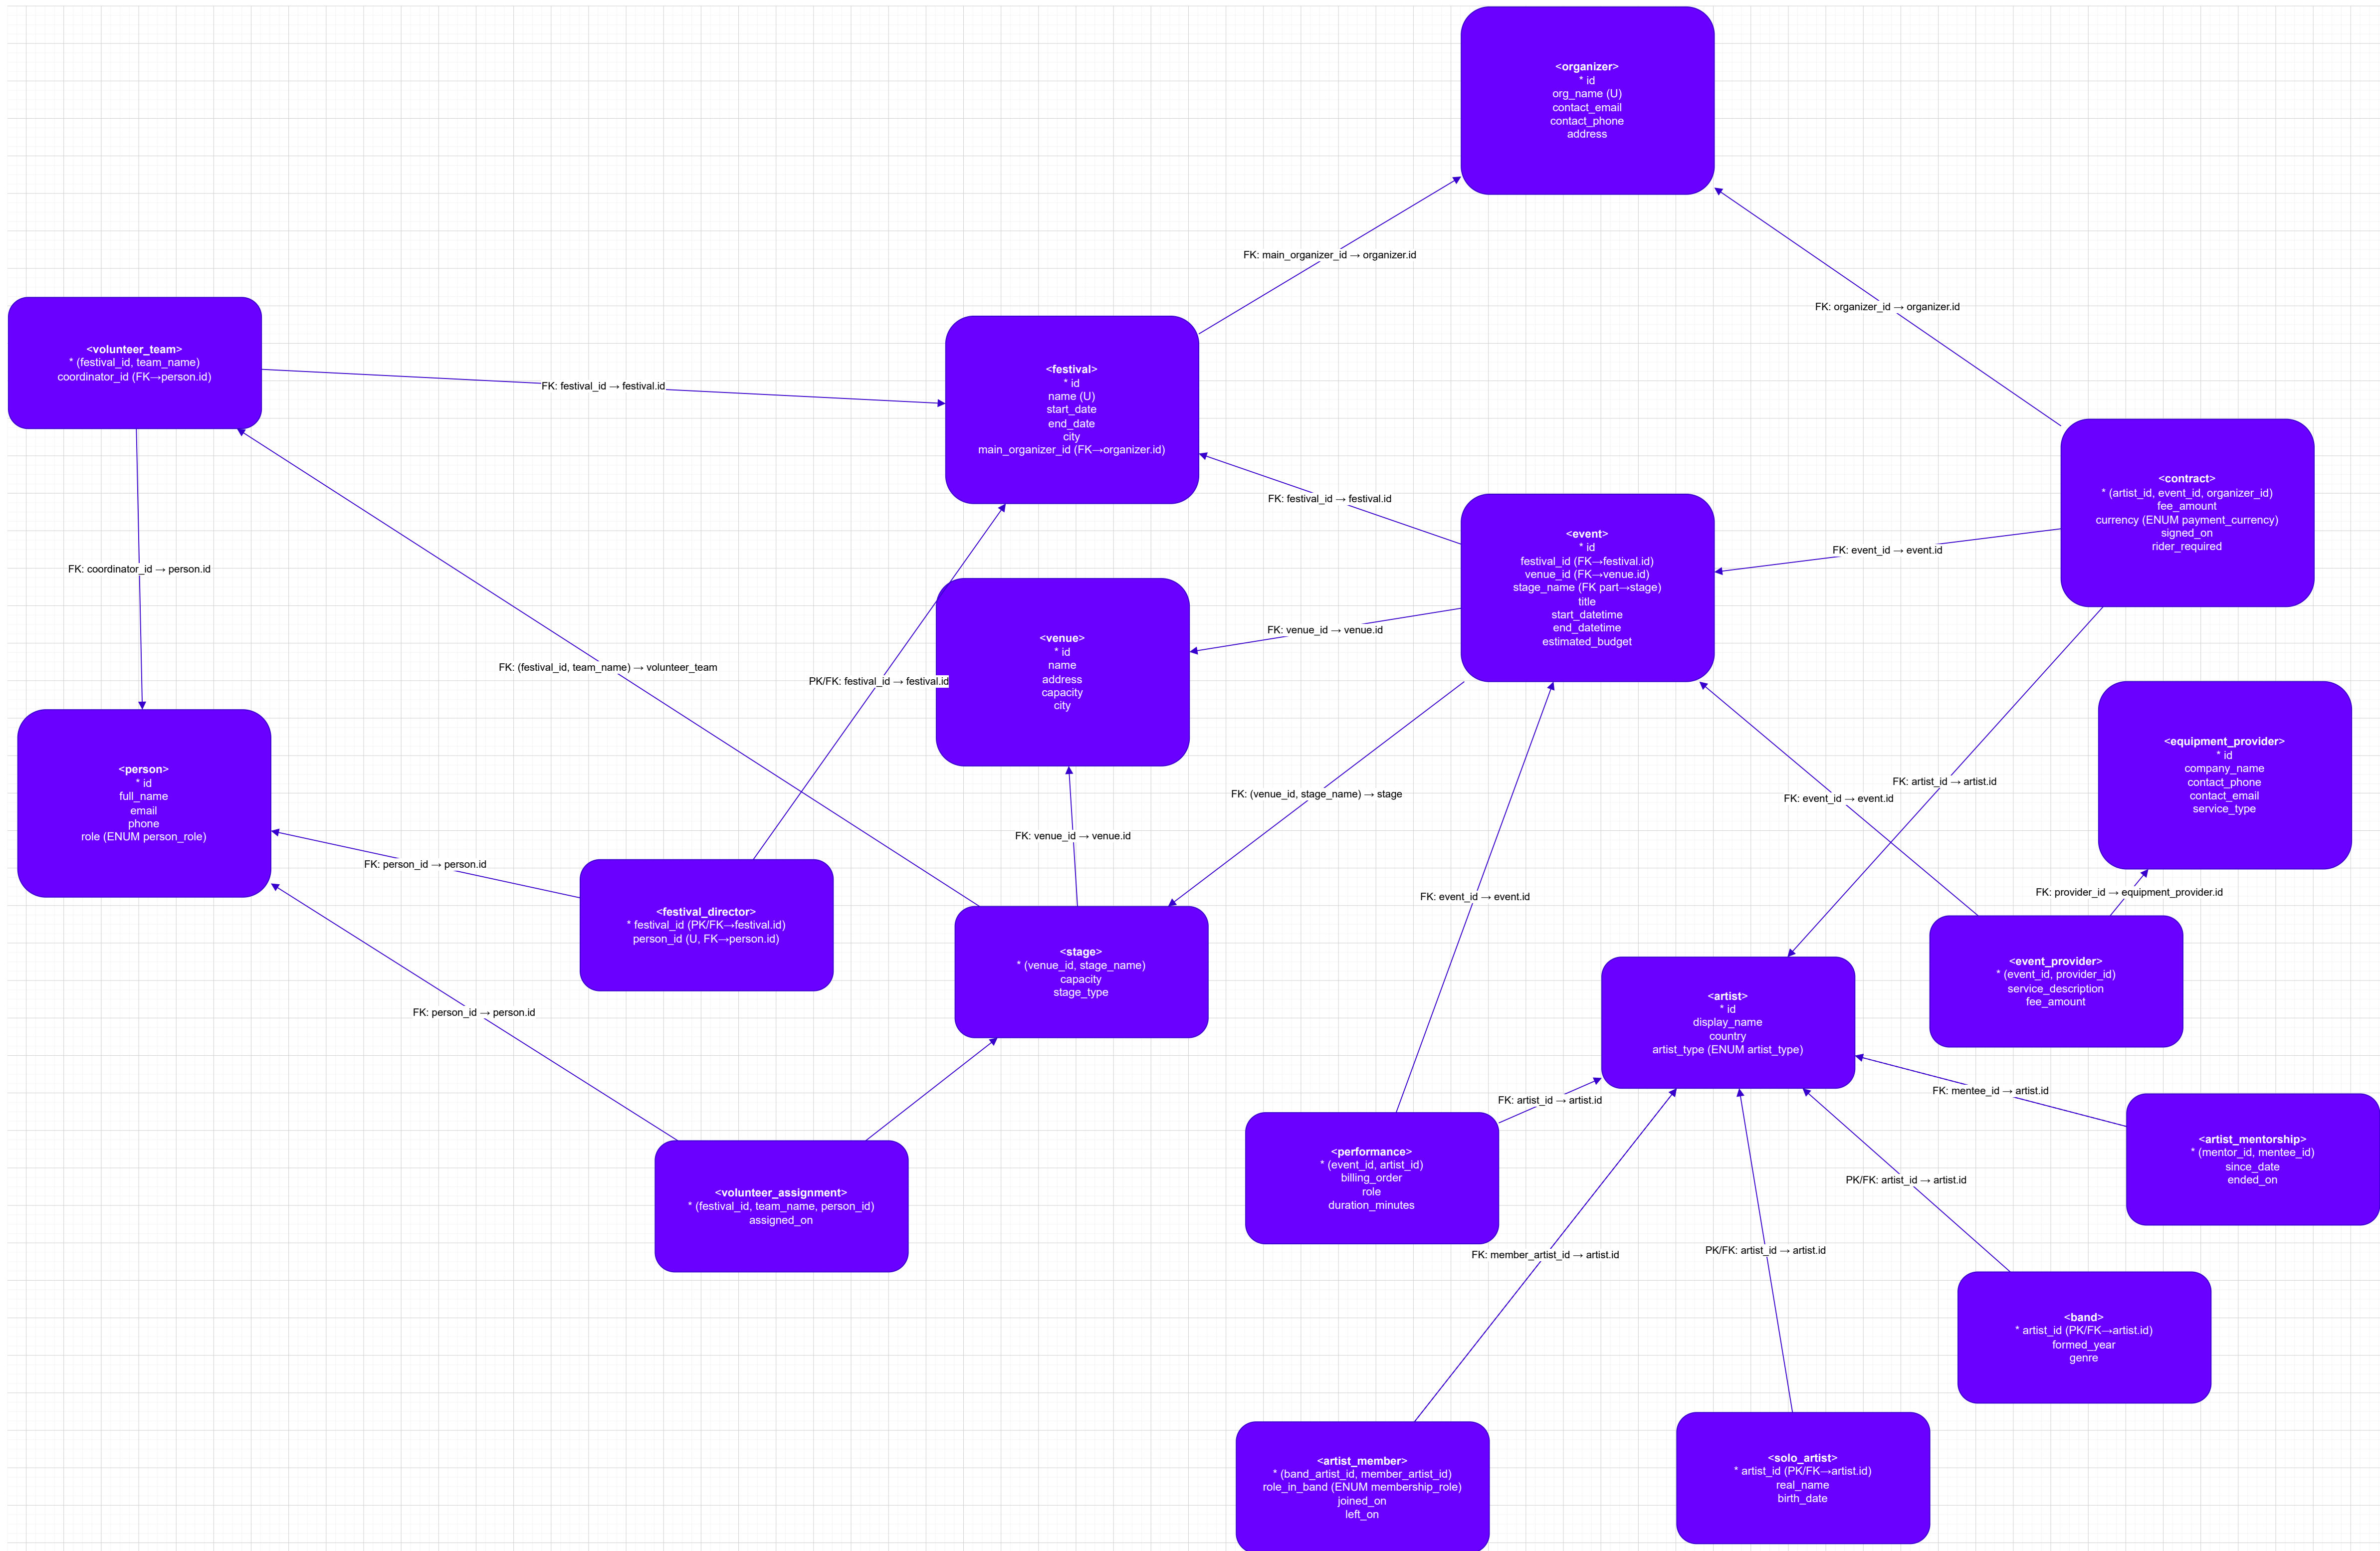 <organizer>
* id
org_name (U)
contact_email
contact_phone
address
FK: main_organizer_id → organizer.id
FK: organizer_id → organizer.id
<volunteer_team>
* (festival_id, team_name)
coordinator_id (FK→person.id)
FK: festival_id → festival.id
<festival>
* id
name (U)
start_date
end_date
city
main_organizer_id (FK→organizer.id)
<contract>
* (artist_id, event_id, organizer_id)
fee_amount
currency (ENUM payment_currency)
signed_on
rider_required
FK: festival_id → festival.id
<event>
* id
festival_id (FK→festival.id)
venue_id (FK→venue.id)
stage_name (FK part→stage)
title
start_datetime
end_datetime
estimated_budget
FK: event_id → event.id
FK: coordinator_id → person.id
<venue>
* id
name
address
capacity
city
FK: venue_id → venue.id
FK: (festival_id, team_name) → volunteer_team
PK/FK: festival_id → festival.id
<person>
* id
full_name
email
phone
role (ENUM person_role)
<equipment_provider>
* id
company_name
contact_phone
contact_email
service_type
FK: artist_id → artist.id
FK: (venue_id, stage_name) → stage
FK: event_id → event.id
FK: venue_id → venue.id
FK: person_id → person.id
FK: event_id → event.id
FK: provider_id → equipment_provider.id
<festival_director>
* festival_id (PK/FK→festival.id)
person_id (U, FK→person.id)
<stage>
* (venue_id, stage_name)
capacity
stage_type
<event_provider>
* (event_id, provider_id)
service_description
fee_amount
<artist>
* id
display_name
country
artist_type (ENUM artist_type)
FK: person_id → person.id
FK: artist_id → artist.id
FK: mentee_id → artist.id
<performance>
* (event_id, artist_id)
billing_order
role
duration_minutes
<artist_mentorship>
* (mentor_id, mentee_id)
since_date
ended_on
<volunteer_assignment>
* (festival_id, team_name, person_id)
assigned_on
PK/FK: artist_id → artist.id
FK: member_artist_id → artist.id
PK/FK: artist_id → artist.id
<band>
* artist_id (PK/FK→artist.id)
formed_year
genre
<artist_member>
* (band_artist_id, member_artist_id)
role_in_band (ENUM membership_role)
joined_on
left_on
<solo_artist>
* artist_id (PK/FK→artist.id)
real_name
birth_date